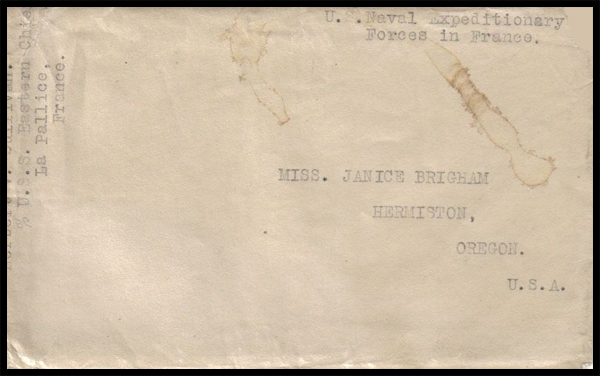 U.S.Naval Expeditionary
Forces in France.
% U.S.S. Eastern
La Pallice,
France.
MISS. JANICE BRIGHAM
HERMISTON,
OREGON.
U.S.A.